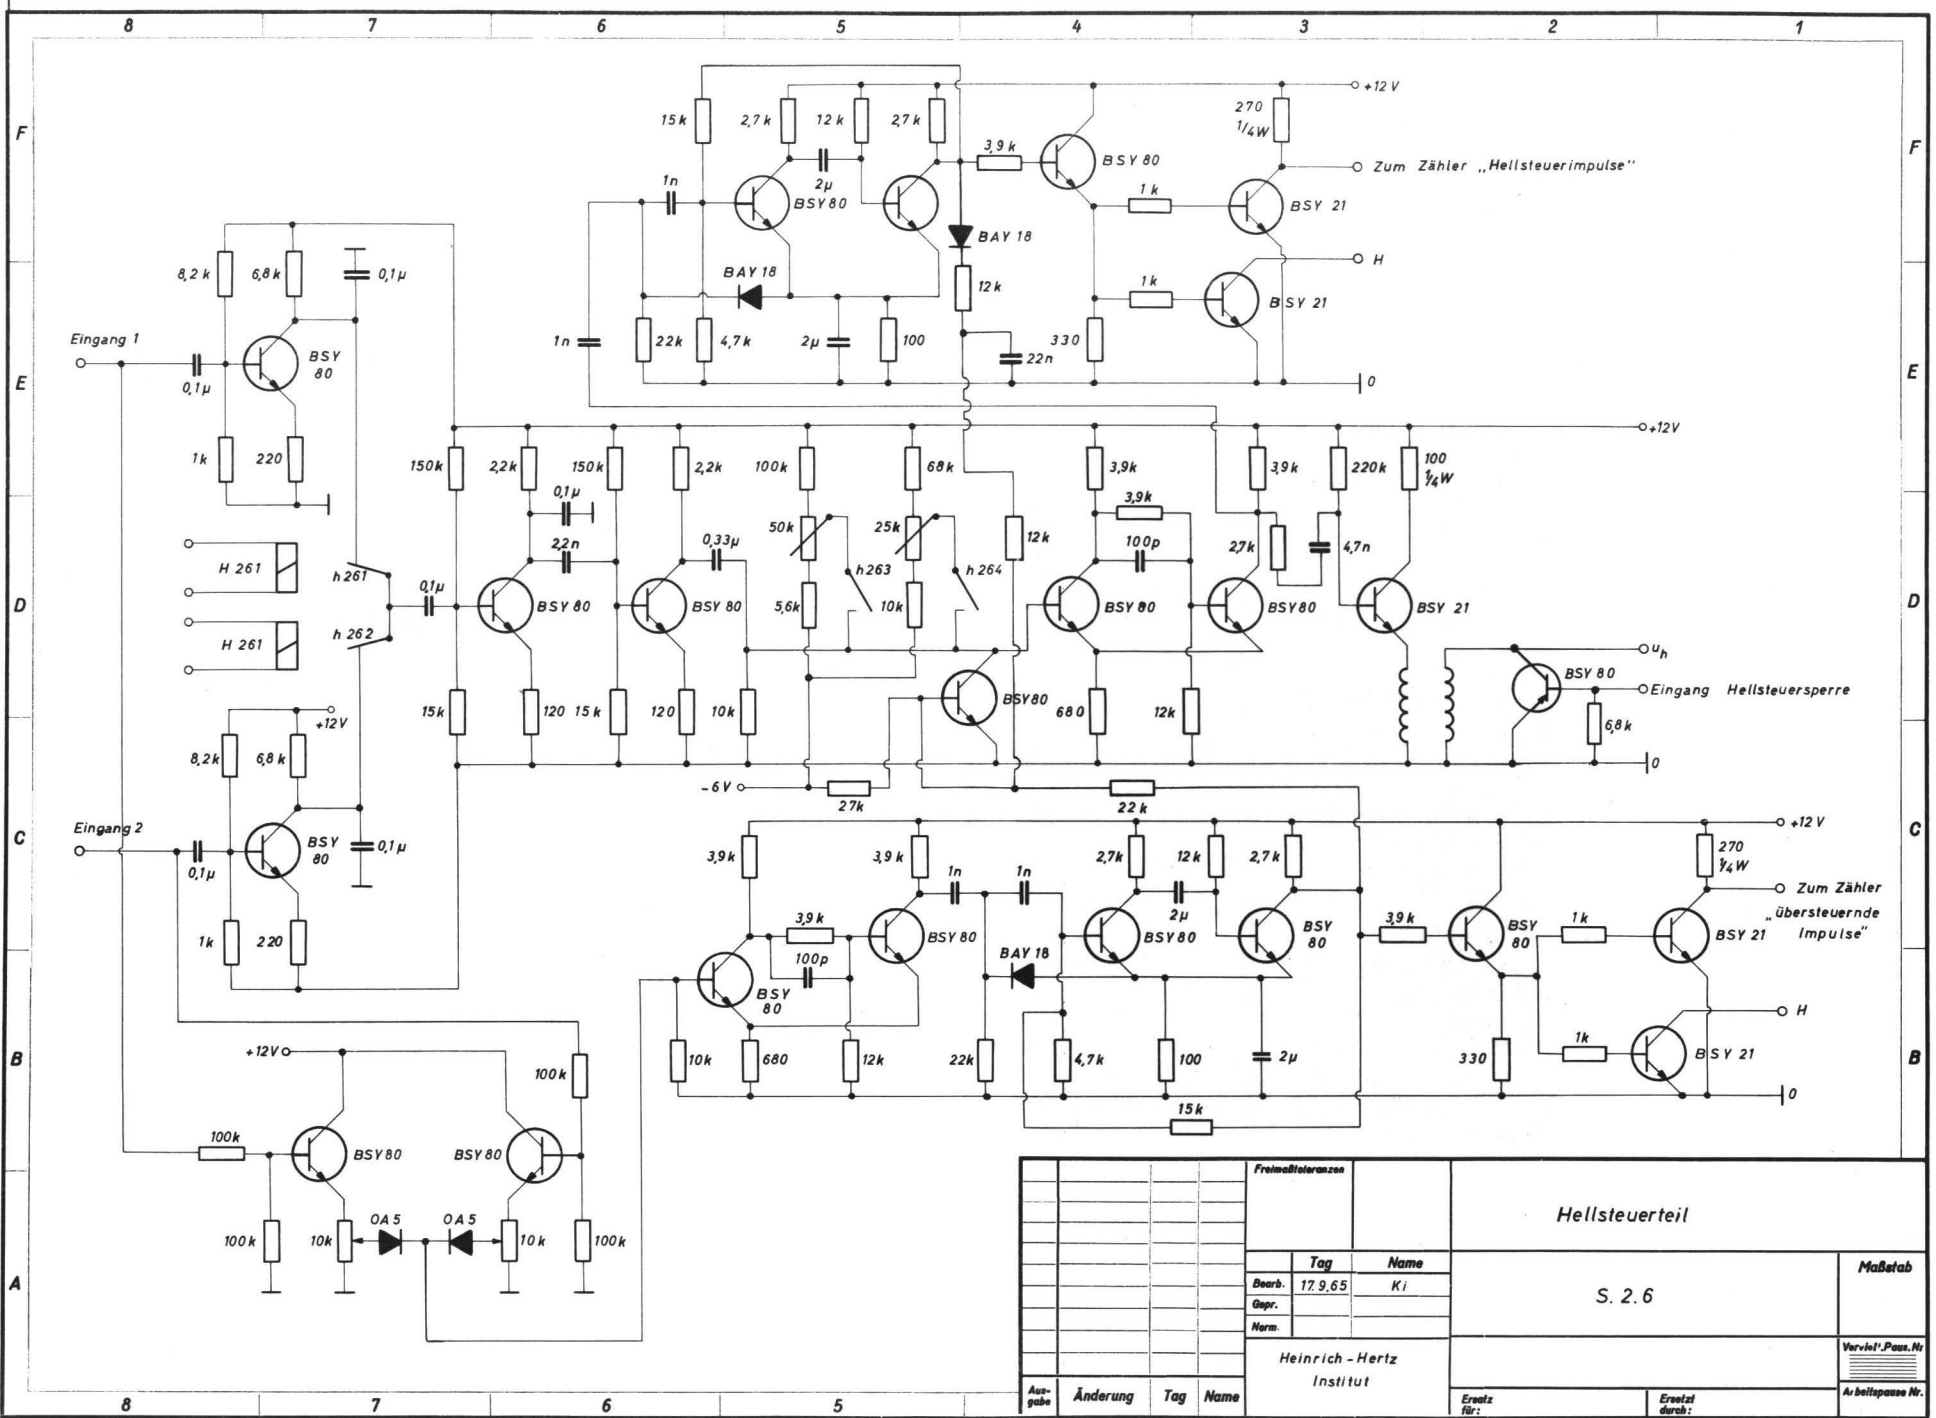 8 7 6 5 4 3 2 1
F
15k 2,7k 12k 2,7k +12V
270
1/4W
F
3,9k BSY 80
Zum Zähler „Hellsteuerimpulse"
1n 2µ
BSY80 1k BSY 21
BAY 18 H
8,2k 6,8k 0,1µ BAY 18
12k 1k BSY 21
Eingang 1
1n 22k 4,7k 2µ 100 330
22n
BSY
80
0,1µ
E 0 E
+12V
1k 220 150k 2,2k 150k 2,2k 100k 68k 3,9k 3,9k 220k 100
1/4W
0,1µ 3,9k
50k 25k
12k
2,2n 0,33µ 100p 2,7k 4,7n
H 261 h261 h263 h264
0,1µ
D BSY80 BSY 80 5,6k 10k BSY 80 BSY80 BSY 21 D
H 261 h 262
uh
BSY 80
BSY80 Eingang Hellsteuersperre
15k 120 15k 120 10k 680 12k 6,8k
+12V
8,2k 6,8k 0
-6V
27k 22k
Eingang 2
C +12V C
BSY
80
0,1µ 0,1µ
3,9k 3,9k 2,7k 12k 2,7k 270
1/4W
1n 1n
Zum Zähler
„übersteuernde
Impulse"
2µ
1k 220 3,9k BSY 80 BSY80 BSY
80
3,9k BSY
80
1k BSY 21
100p BAY 18
BSY
80
H
+12V
B 100k 10k 680 12k 22k 4,7k 100 2µ 330 1k BSY 21 B
0
15k
100k
BSY80 BSY80
OA5 OA5
100k 10k 10k 100k
A
Freimaßtoleranzen
Hellsteuerteil
Tag Name Maßstab
Bearb. 17.9.65 Ki
S. 2.6
Gepr.
Norm.
Heinrich-Hertz
Institut
Vervielf.Paus.Nr
Aus-
gabe
Änderung Tag Name
Ersatz
für:
Ersetzt
durch:
Arbeitspause Nr.
8 7 6 5